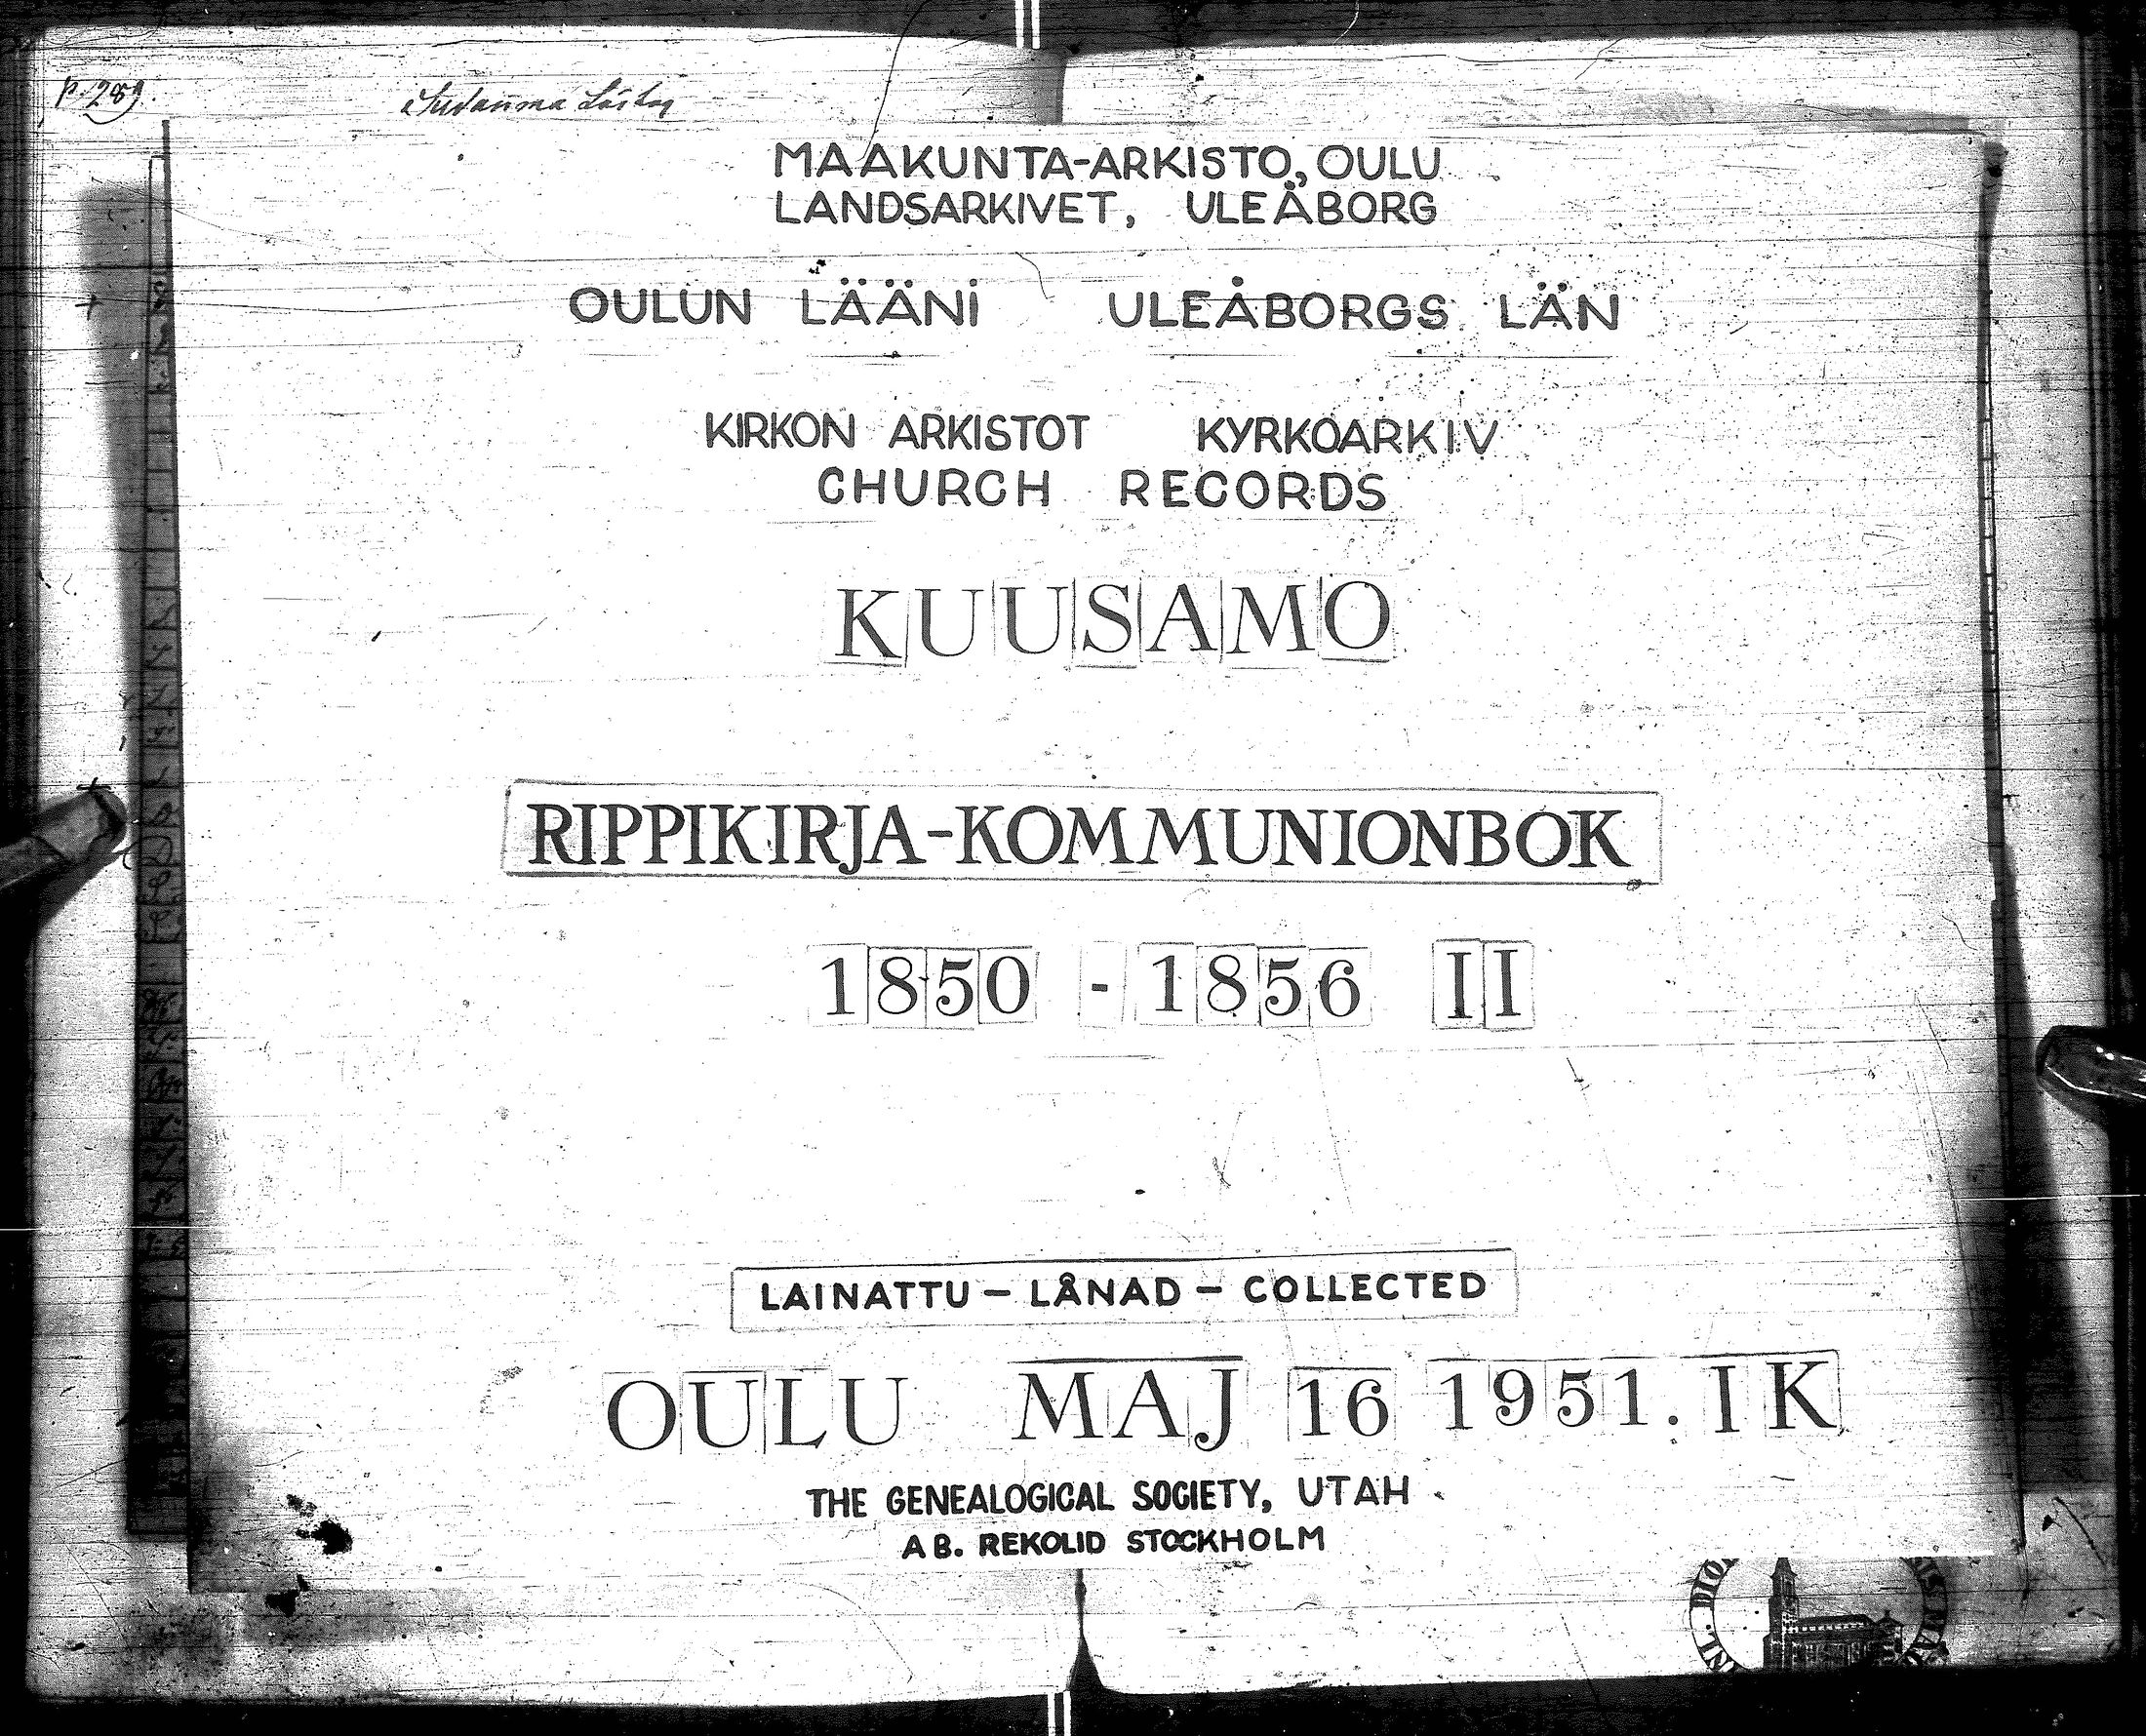 p. 289.
MAAKUNTA-ARKISTO, OULU
LANDSARKIVET, ULEÅBORG
OULUN LÄÄNI ULEÅBORGS LÄN
KIRKON ARKISTOT KYRKOARKIV
CHURCH RECORDS
KUUSAMO
RIPPIKIRJA-KOMMUNIONBOK
1850 - 1856 II
LAINATTU - LÅNAD - COLLECTED
OULU MAJ 16 1951. IK
THE GENEALOGICAL SOCIETY, UTAH.
AB. REKOLID STOCKHOLM